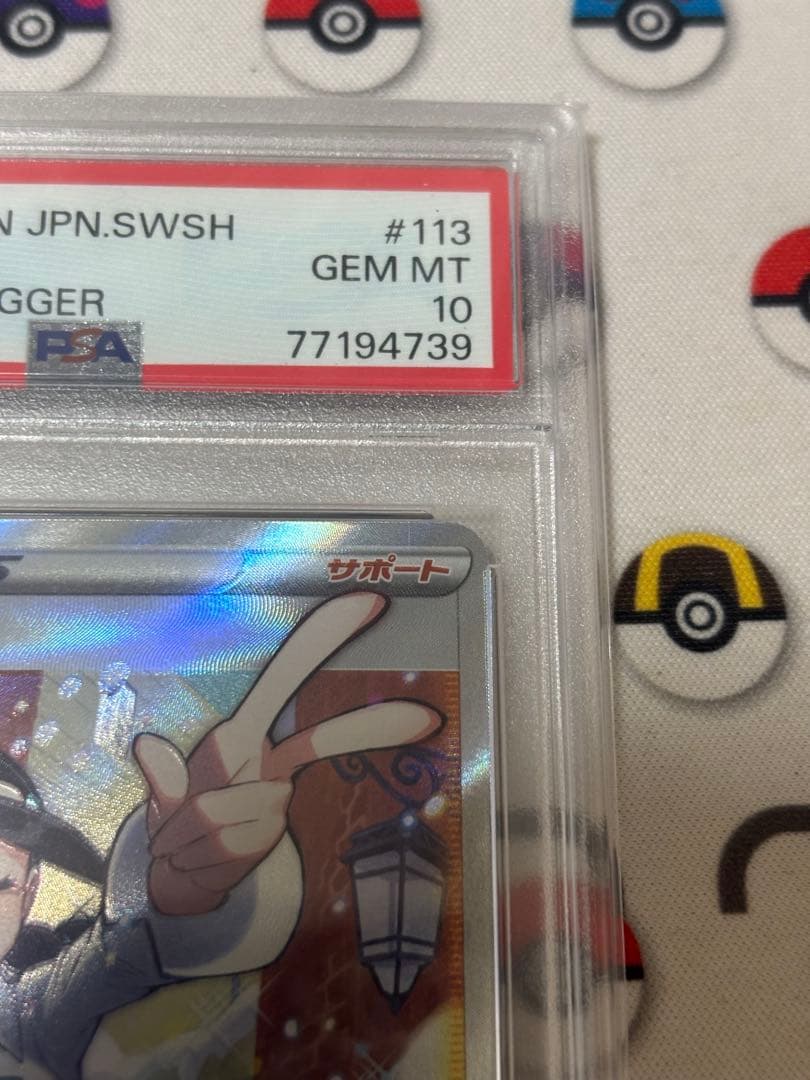 N JPN.SWSH #113
GEM MT
GGER 10
PSA 77194739
サポート